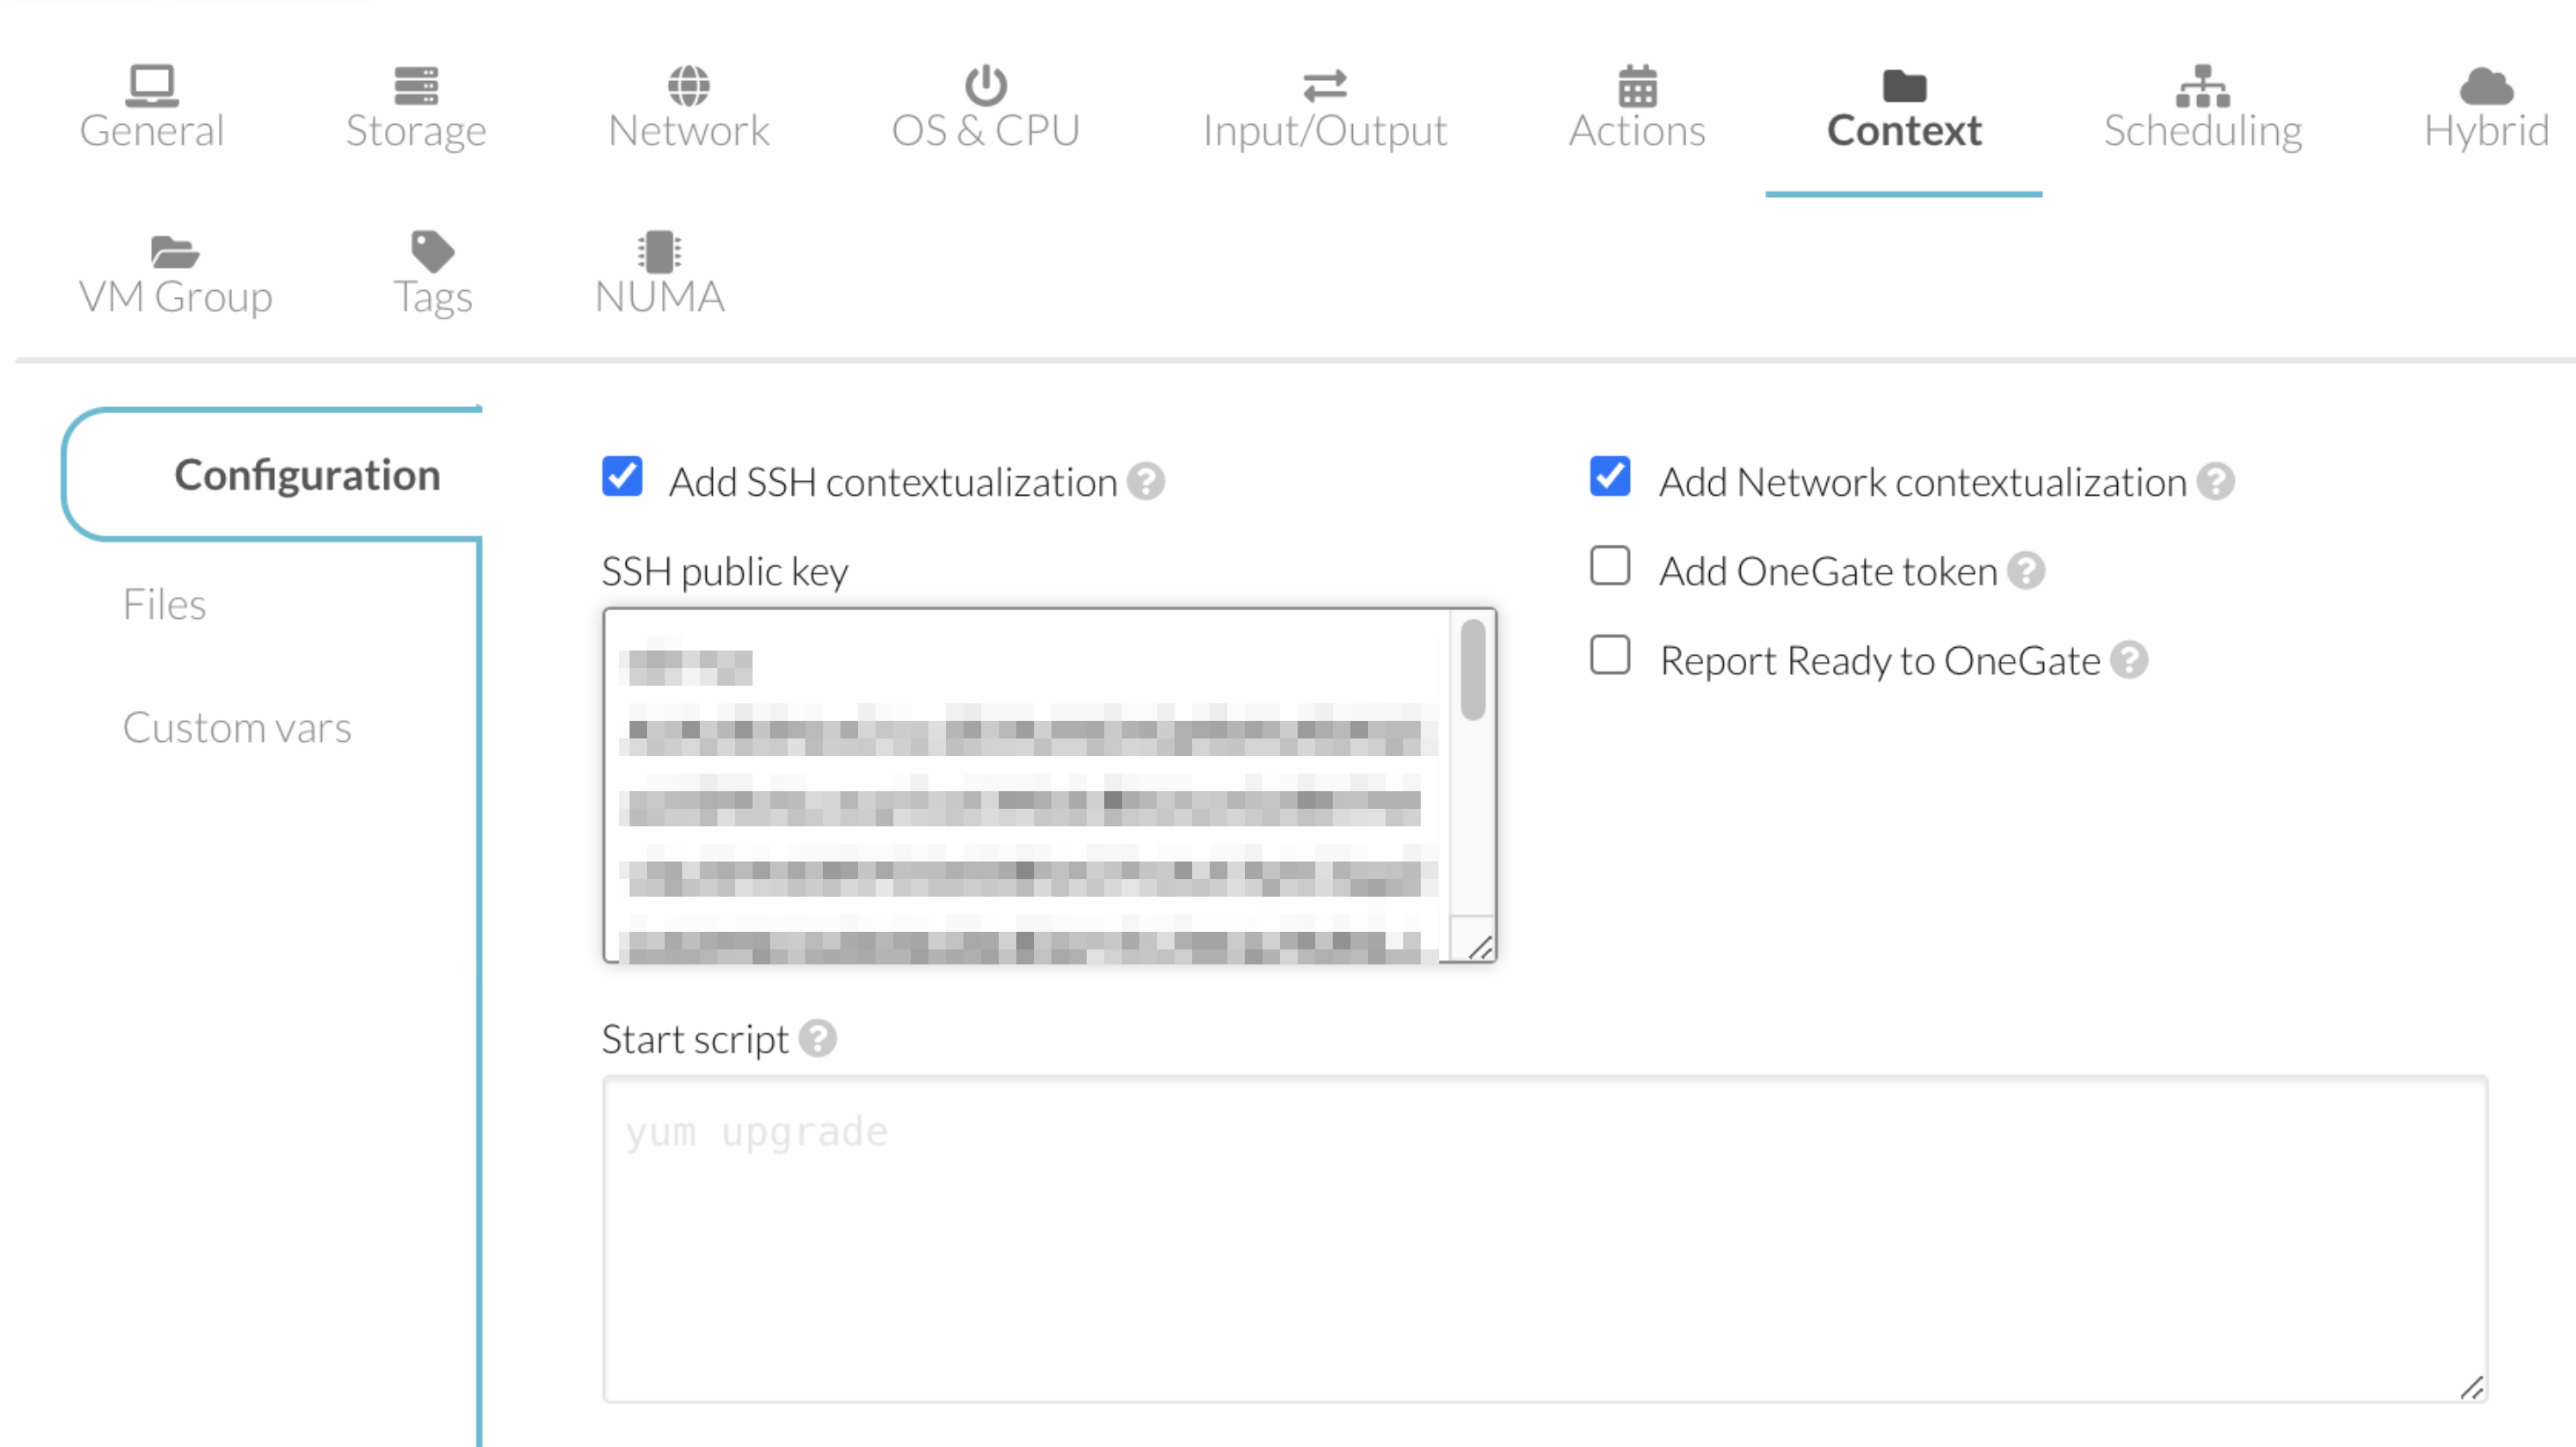 General Storage Network OS & CPU Input/Output Actions Context Scheduling Hybrid
VM Group Tags NUMA
Configuration
Files
Custom vars
Add SSH contextualization ?
SSH public key
Add Network contextualization ?
Add OneGate token ?
Report Ready to OneGate ?
Start script ?
yum upgrade